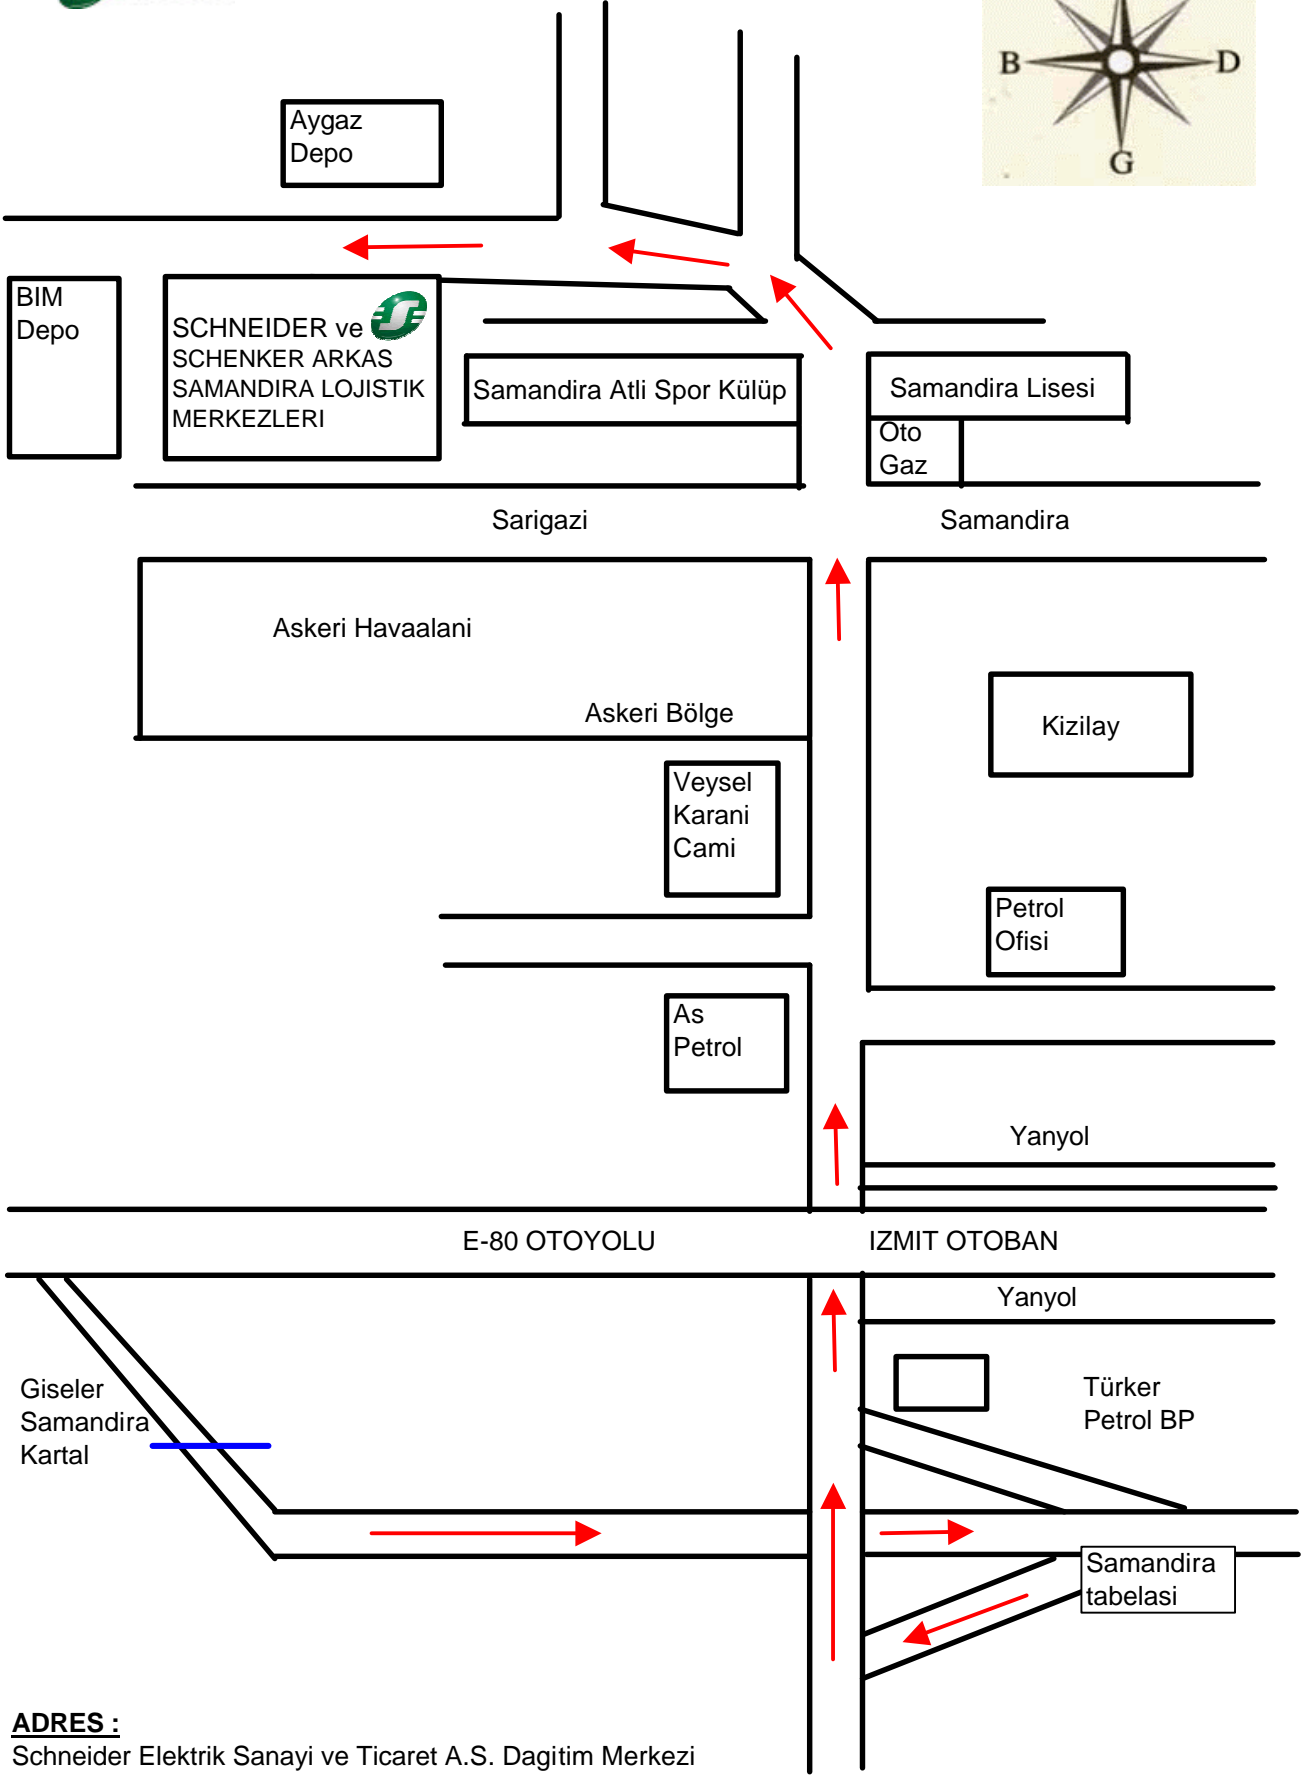 B
D
G
Aygaz
Depo
BIM
Depo
SCHNEIDER ve
SCHENKER ARKAS
SAMANDIRA LOJISTIK
MERKEZLERI
Samandira Atli Spor Külüp
Samandira Lisesi
Oto
Gaz
Sarigazi
Samandira
Askeri Havaalani
Askeri Bölge
Kizilay
Veysel
Karani
Cami
Petrol
Ofisi
As
Petrol
Yanyol
E-80 OTOYOLU
IZMIT OTOBAN
Yanyol
Giseler
Samandira
Kartal
Türker
Petrol BP
Samandira
tabelasi
ADRES :
Schneider Elektrik Sanayi ve Ticaret A.S. Dagitim Merkezi